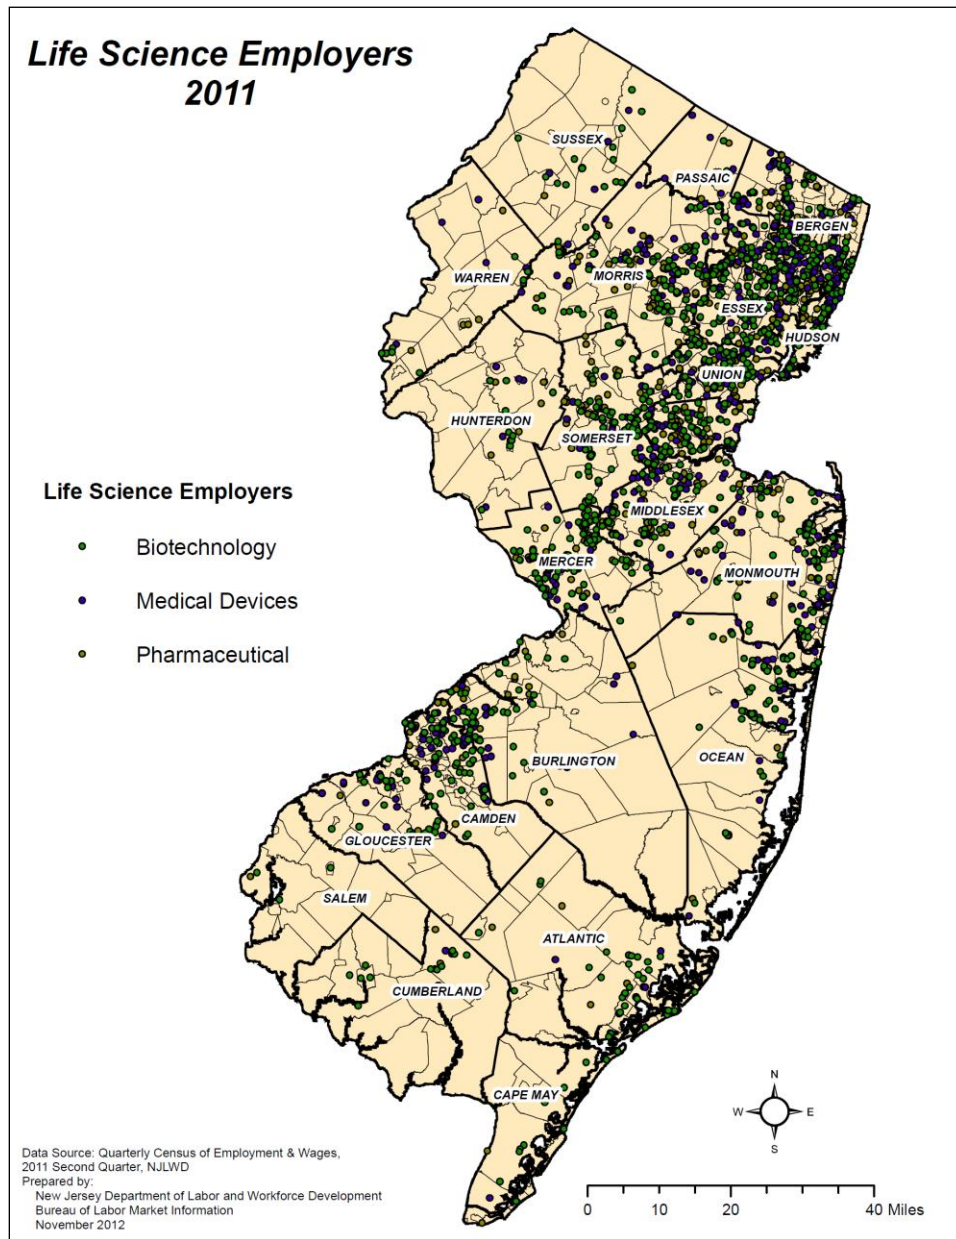 Life Science Employers
2011
SUSSEX
PASSAIC
BERGEN
WARREN
MORRIS
ESSEX
HUDSON
UNION
HUNTERDON
SOMERSET
Life Science Employers
Biotechnology
Medical Devices
Pharmaceutical
MIDDLESEX
MERCER
MONMOUTH
OCEAN
BURLINGTON
CAMDEN
GLOUCESTER
SALEM
ATLANTIC
CUMBERLAND
CAPE MAY
N
W E
S
Data Source: Quarterly Census of Employment & Wages,
2011 Second Quarter, NJLWD
Prepared by:
New Jersey Department of Labor and Workforce Development
Bureau of Labor Market Information
November 2012
0 10 20 40 Miles